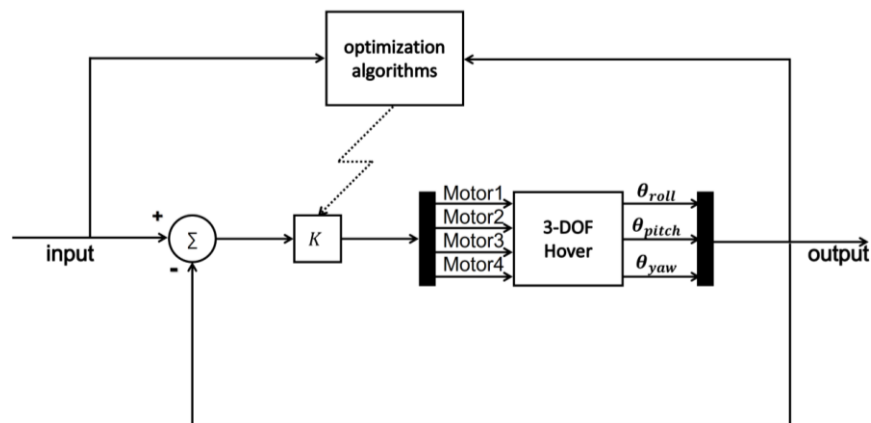 optimization
algorithms
+
Σ
-
input
K
Motor1
Motor2
Motor3
Motor4
3-DOF
Hover
θroll
θpitch
θyaw
output